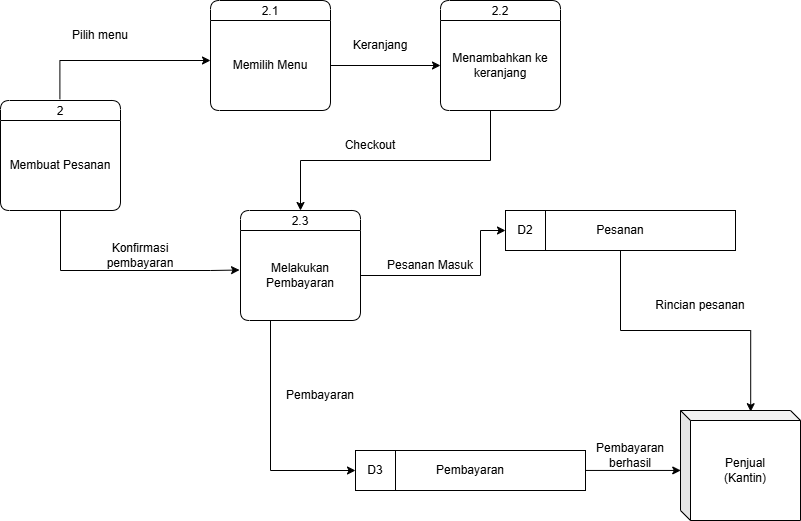 2.1
Memilih Menu
2.2
Menambahkan ke
keranjang
Pilih menu
Keranjang
2
Membuat Pesanan
Checkout
2.3
Melakukan
Pembayaran
Konfirmasi
pembayaran
Pesanan Masuk
D2
Pesanan
Rincian pesanan
Pembayaran
D3
Pembayaran
Pembayaran
berhasil
Penjual
(Kantin)